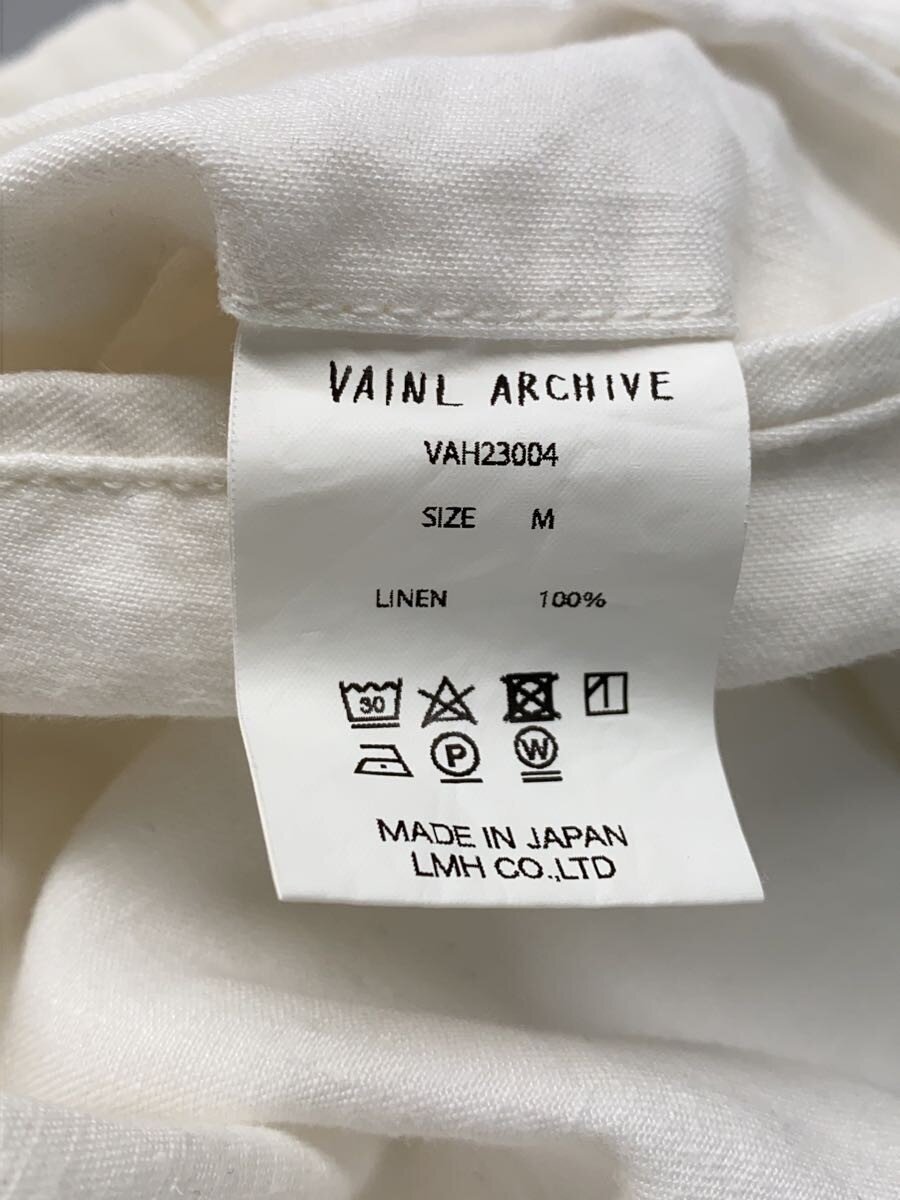 VAINL ARCHIVE
VAH23004
SIZE M
LINEN 100%
30
P W
MADE IN JAPAN
LMH CO.,LTD